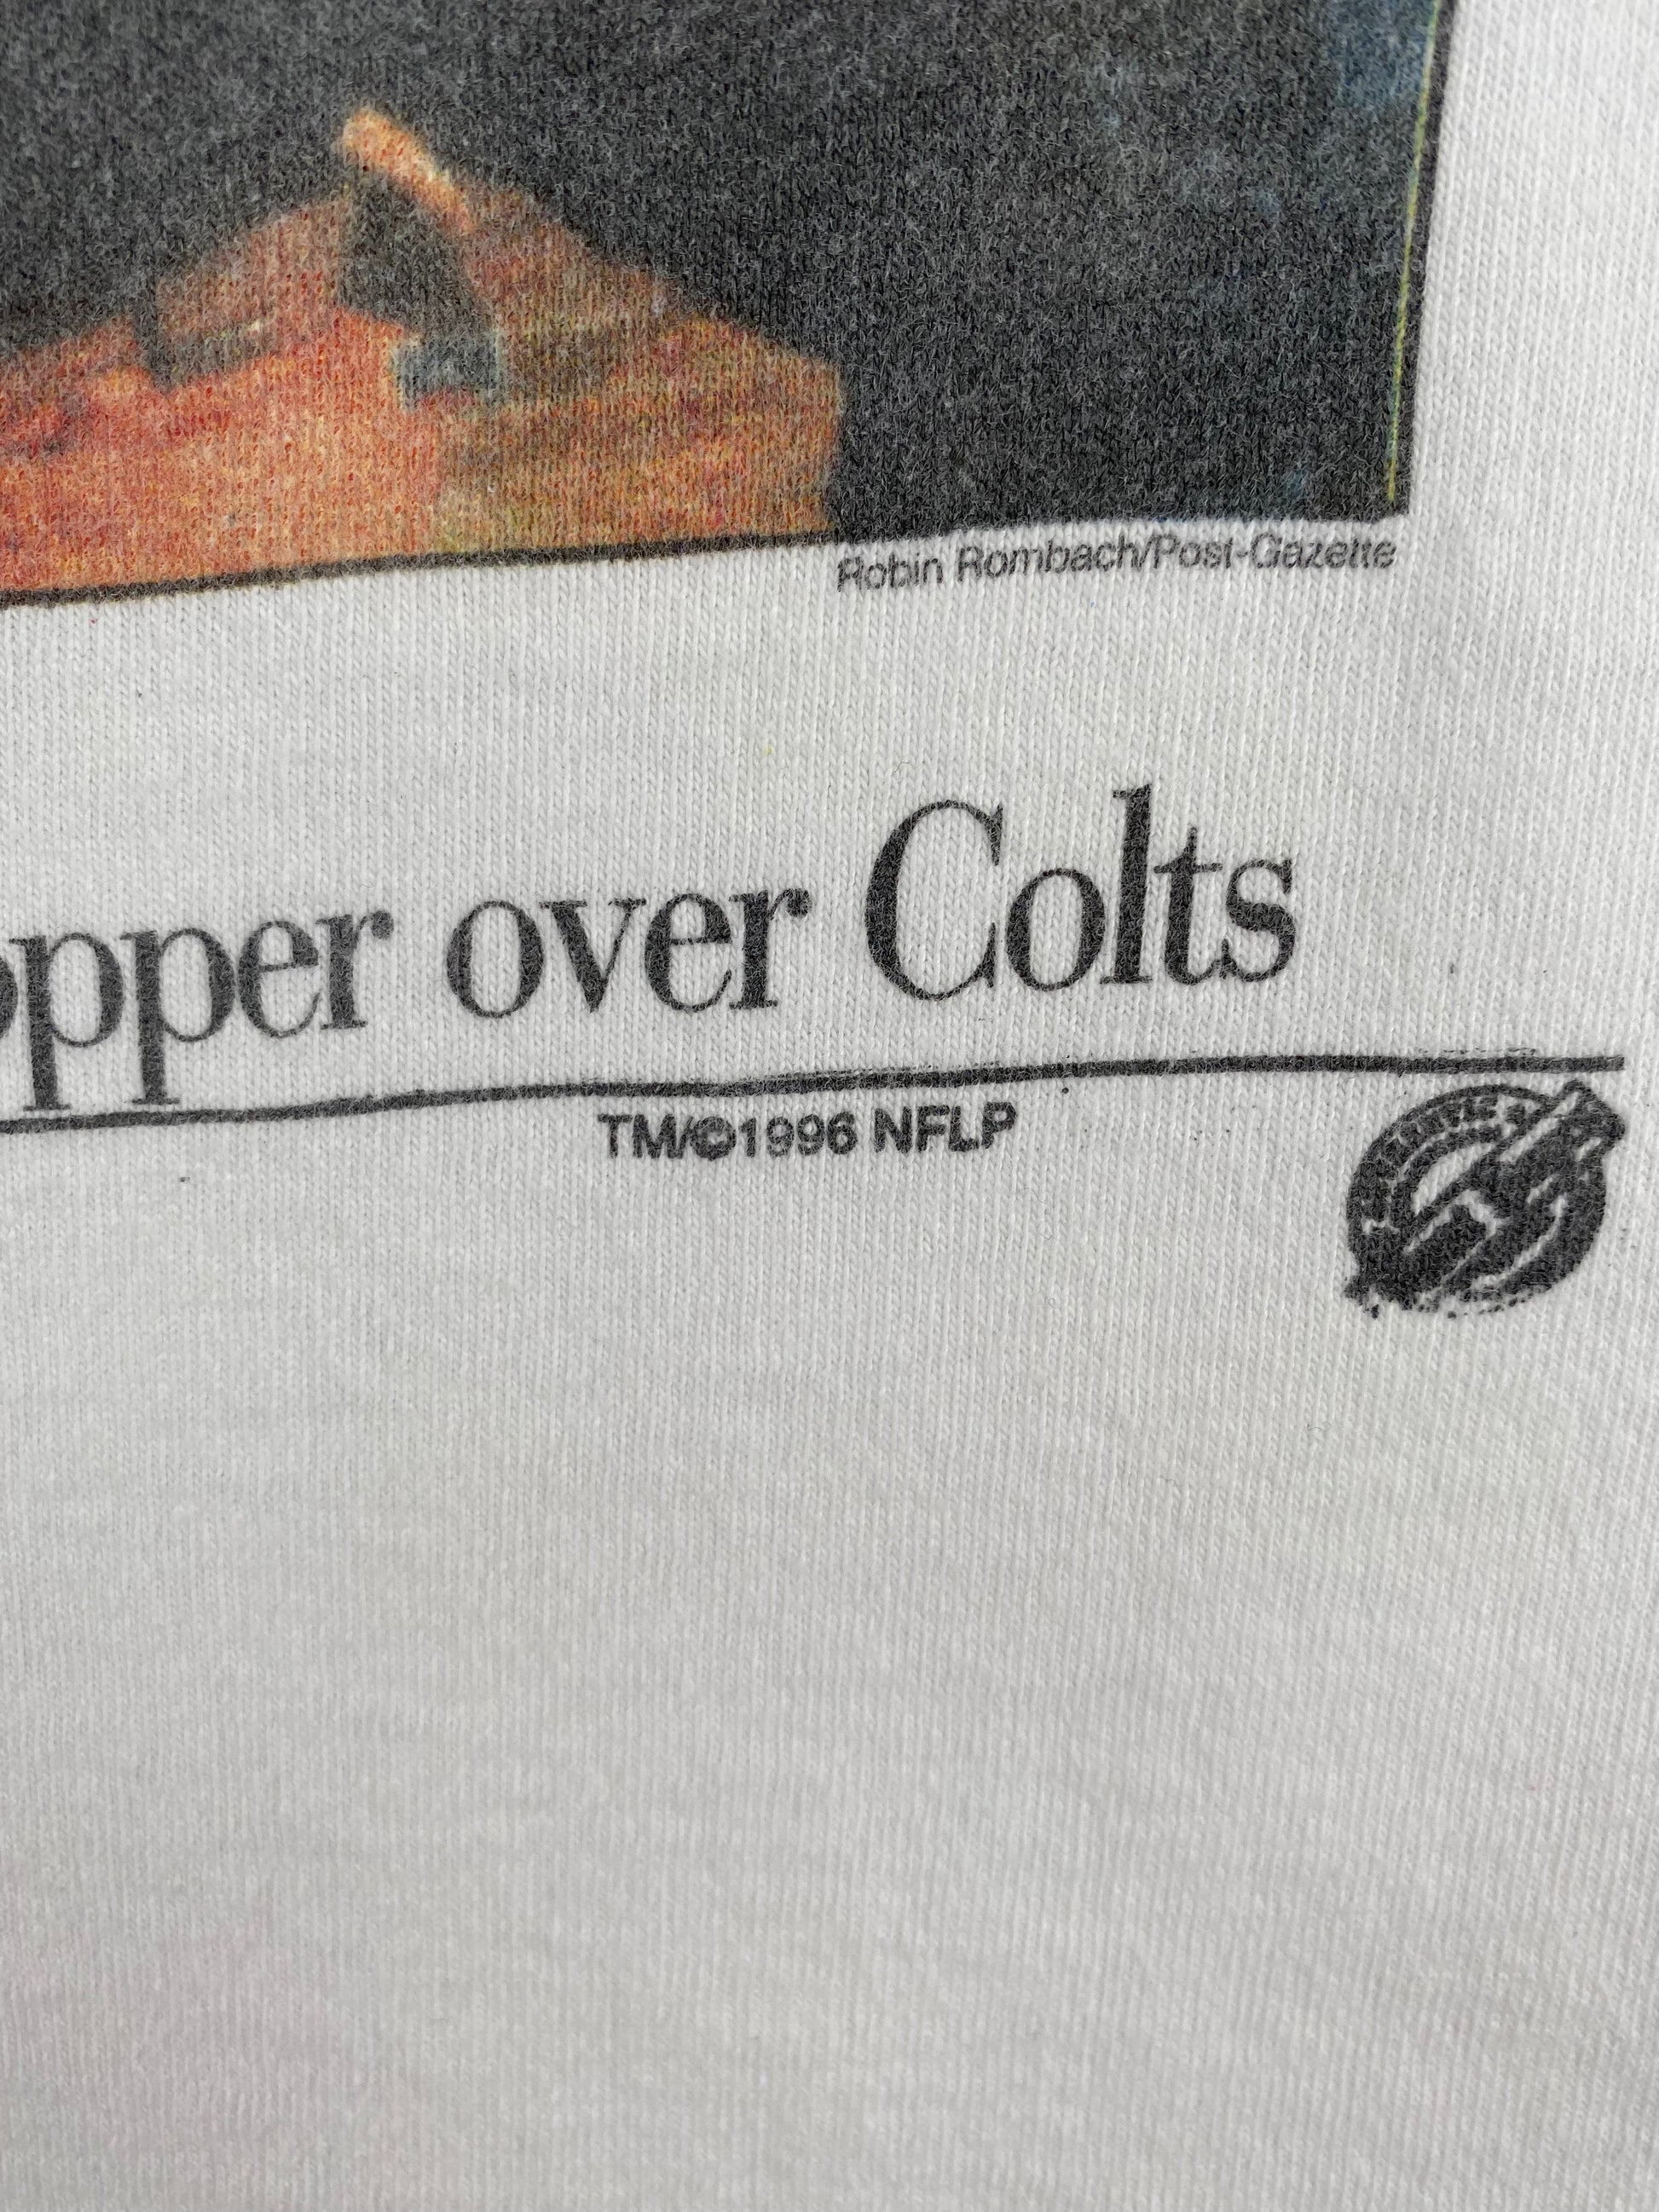 Robin Rombach/Post-Gazette
opper over Colts
TM/©1996 NFLP